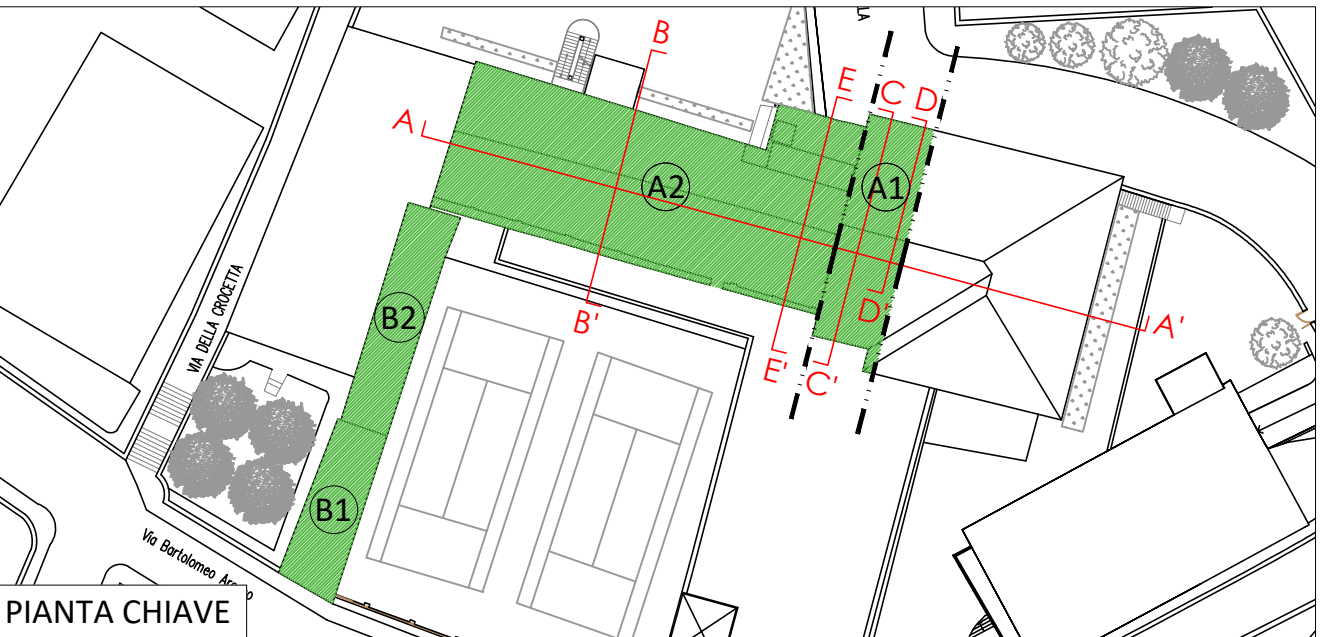 B
E
C
D
A
A2
A1
VIA DELLA CROCETTA
B2
B'
D'
A'
E'
C'
B1
Via Bartolomeo
PIANTA CHIAVE